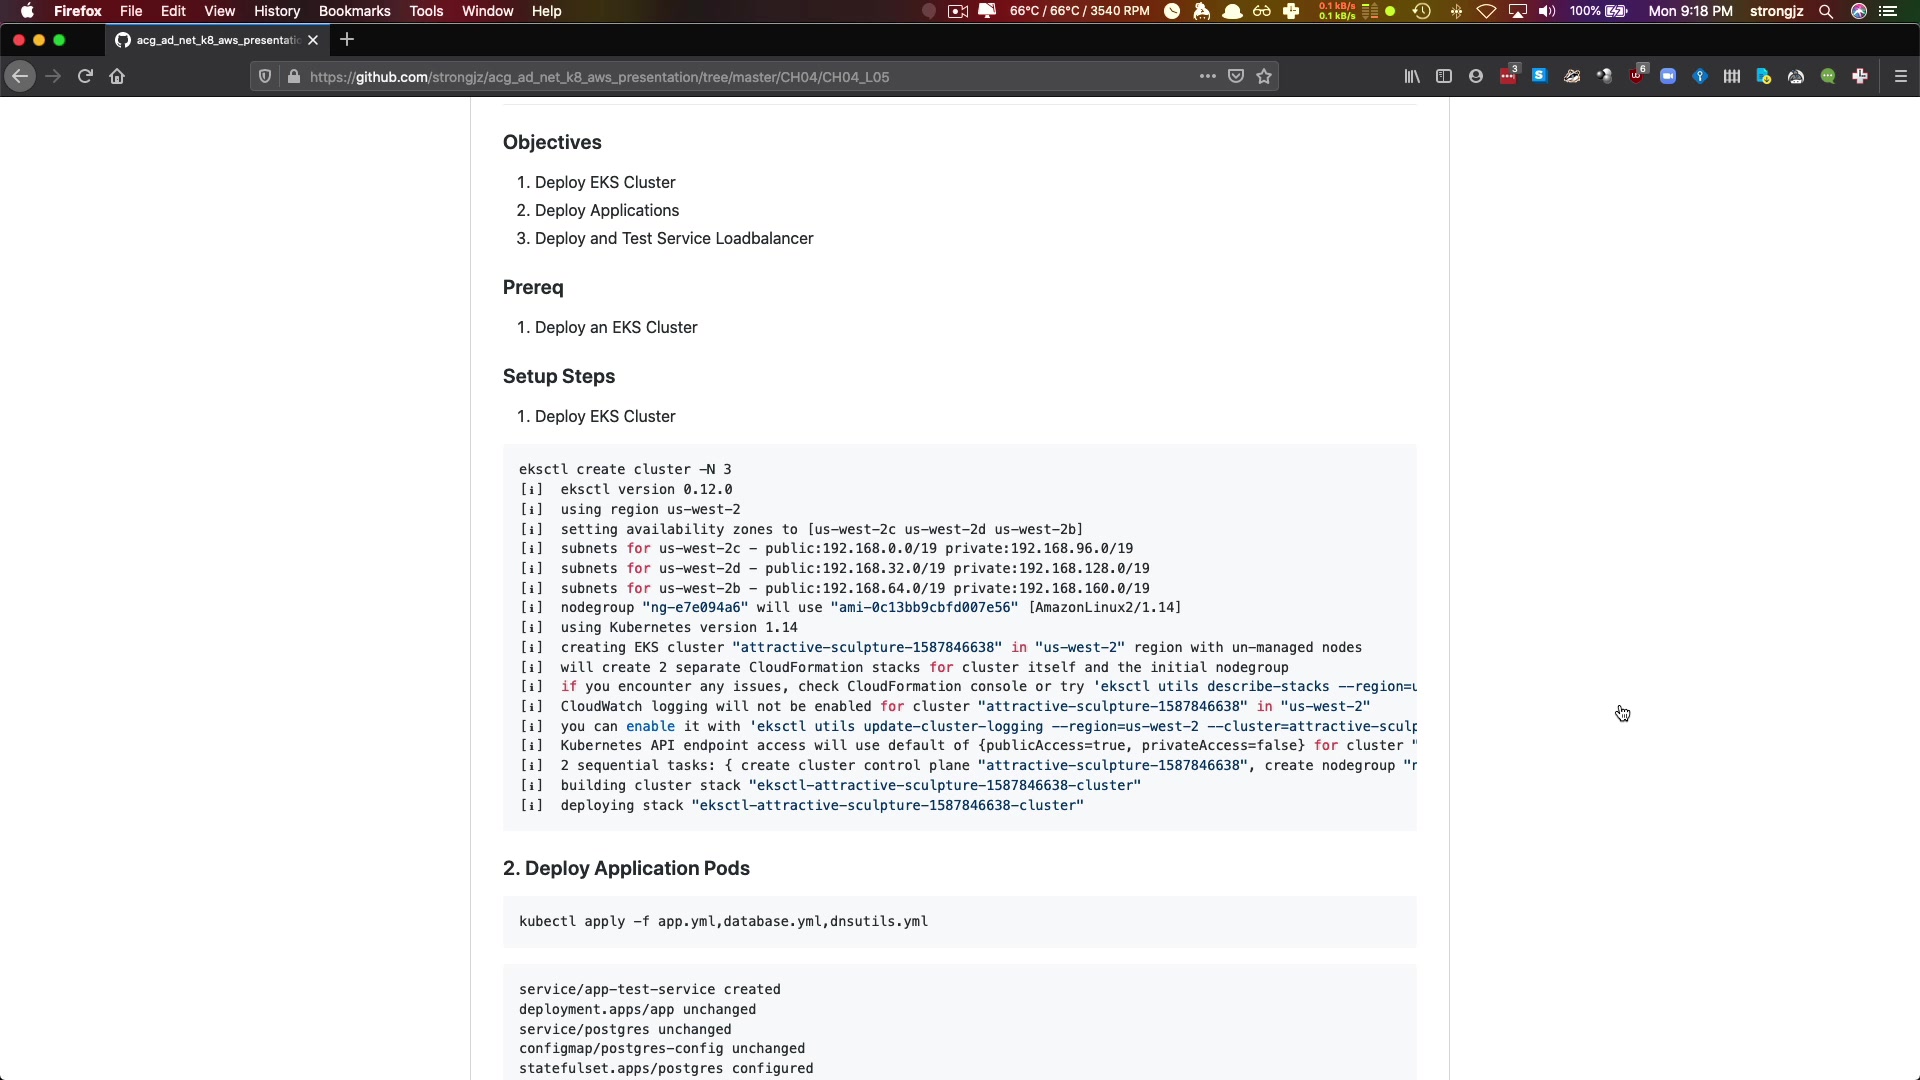 Firefox File Edit View History Bookmarks Tools Window Help 66°C / 66°C / 3540 RPM 0.1 kB/s 0.1 kB/s 100% Mon 9:18 PM strongjz
acg_ad_net_k8_aws_presentatio
https://github.com/strongjz/acg_ad_net_k8_aws_presentation/tree/master/CH04/CH04_L05 3 6
Objectives
1. Deploy EKS Cluster
2. Deploy Applications
3. Deploy and Test Service Loadbalancer
Prereq
1. Deploy an EKS Cluster
Setup Steps
1. Deploy EKS Cluster
eksctl create cluster -N 3
[i] eksctl version 0.12.0
[i] using region us-west-2
[i] setting availability zones to [us-west-2c us-west-2d us-west-2b]
[i] subnets for us-west-2c - public:192.168.0.0/19 private:192.168.96.0/19
[i] subnets for us-west-2d - public:192.168.32.0/19 private:192.168.128.0/19
[i] subnets for us-west-2b - public:192.168.64.0/19 private:192.168.160.0/19
[i] nodegroup "ng-e7e094a6" will use "ami-0c13bb9cbfd007e56" [AmazonLinux2/1.14]
[i] using Kubernetes version 1.14
[i] creating EKS cluster "attractive-sculpture-1587846638" in "us-west-2" region with un-managed nodes
[i] will create 2 separate CloudFormation stacks for cluster itself and the initial nodegroup
[i] if you encounter any issues, check CloudFormation console or try 'eksctl utils describe-stacks --region=u
[i] CloudWatch logging will not be enabled for cluster "attractive-sculpture-1587846638" in "us-west-2"
[i] you can enable it with 'eksctl utils update-cluster-logging --region=us-west-2 --cluster=attractive-sculp
[i] Kubernetes API endpoint access will use default of {publicAccess=true, privateAccess=false} for cluster "
[i] 2 sequential tasks: { create cluster control plane "attractive-sculpture-1587846638", create nodegroup "n
[i] building cluster stack "eksctl-attractive-sculpture-1587846638-cluster"
[i] deploying stack "eksctl-attractive-sculpture-1587846638-cluster"
2. Deploy Application Pods
kubectl apply -f app.yml,database.yml,dnsutils.yml
service/app-test-service created
deployment.apps/app unchanged
service/postgres unchanged
configmap/postgres-config unchanged
statefulset.apps/postgres configured